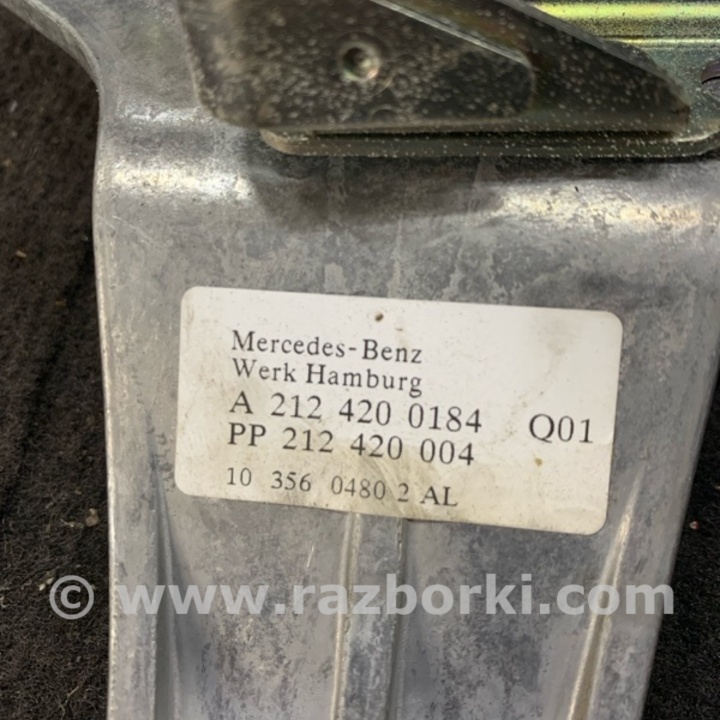 Mercedes-Benz
Werk Hamburg
A 212 420 0184 Q01
PP 212 420 004
10 356 0480 2 AL
© www.razborki.com